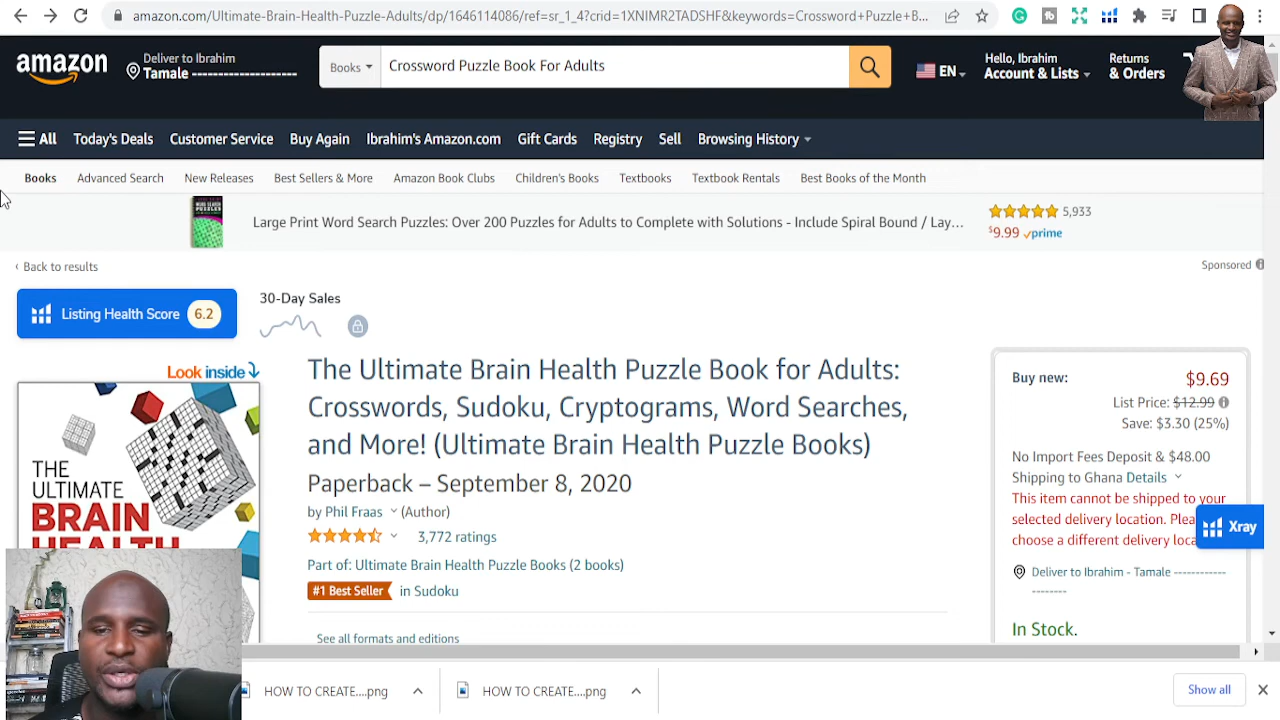 amazon.com/Ultimate-Brain-Health-Puzzle-Adults/dp/1646114086/ref=sr_1_4?crid=1XNIMR2TADSHF&keywords=Crossword+Puzzle+B...
amazon
Deliver to Ibrahim
Tamale --------------------
Books
Crossword Puzzle Book For Adults
EN
Hello, Ibrahim
Account & Lists
Returns
& Orders
All
Today's Deals
Customer Service
Buy Again
Ibrahim's Amazon.com
Gift Cards
Registry
Sell
Browsing History
Books
Advanced Search
New Releases
Best Sellers & More
Amazon Book Clubs
Children's Books
Textbooks
Textbook Rentals
Best Books of the Month
Large Print Word Search Puzzles: Over 200 Puzzles for Adults to Complete with Solutions - Include Spiral Bound / Lay...
5,933
$9.99 prime
‹ Back to results
Sponsored
Listing Health Score 6.2
30-Day Sales
Look inside
The Ultimate Brain Health Puzzle Book for Adults:
Crosswords, Sudoku, Cryptograms, Word Searches,
and More! (Ultimate Brain Health Puzzle Books)
Paperback – September 8, 2020
by Phil Fraas (Author)
3,772 ratings
Part of: Ultimate Brain Health Puzzle Books (2 books)
#1 Best Seller in Sudoku
See all formats and editions
THE
ULTIMATE
BRAIN
HEALTH
Buy new: $9.69
List Price: $12.99
Save: $3.30 (25%)
No Import Fees Deposit & $48.00
Shipping to Ghana Details
This item cannot be shipped to your
selected delivery location. Plea
choose a different delivery loca
Xray
Deliver to Ibrahim - Tamale ------------
--------
In Stock.
HOW TO CREATE....png
HOW TO CREATE....png
Show all